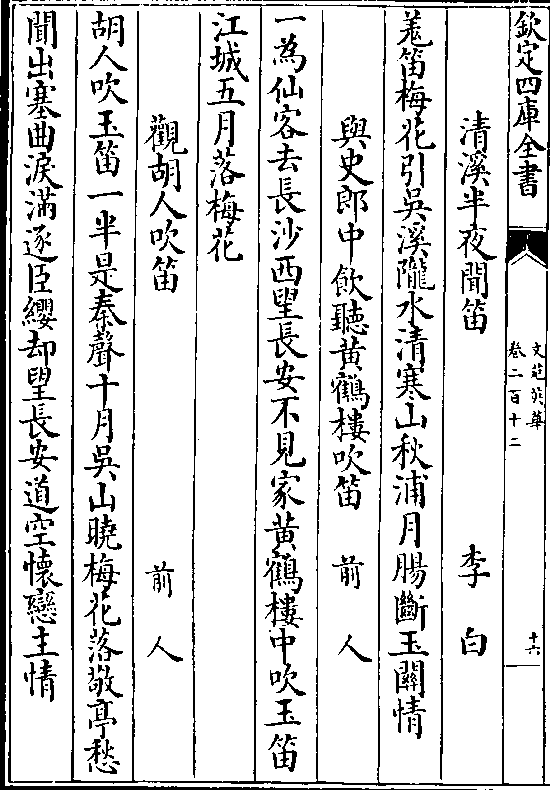 欽定四庫全書
文苑英華
卷二百十二
十六
清溪半夜聞笛 李白
羗笛梅花引吳溪隴水清寒山秋浦月腸斷玉關情
與史郎中飲聽黄鶴樓吹笛 前人
一為仙客去長沙西望長安不見家黄鶴樓中吹玉笛
江城五月落梅花
觀胡人吹笛 前人
胡人吹玉笛一半是秦聲十月吳山曉梅花落敬亭愁
聞出塞曲淚滿逐臣纓却望長安道空懷戀主情